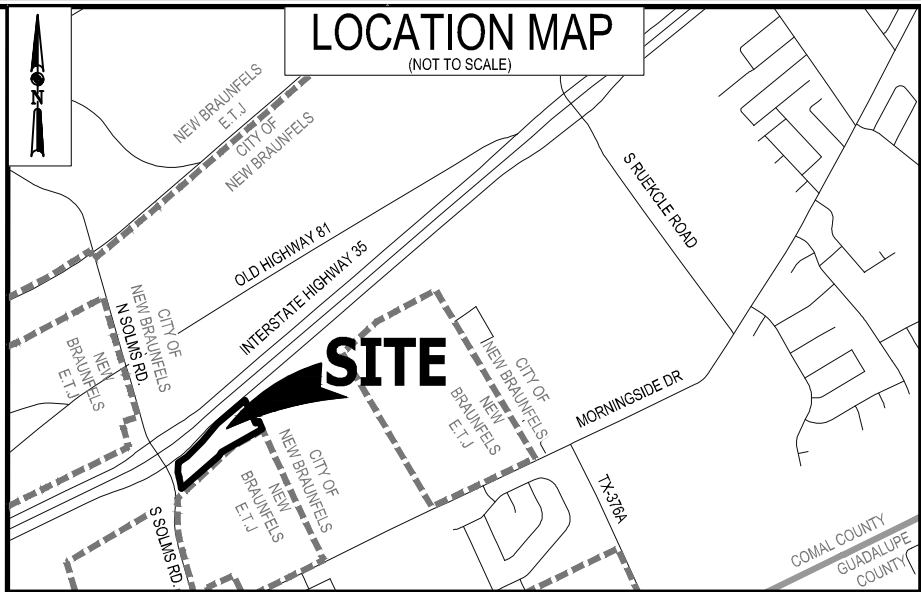 LOCATION MAP
(NOT TO SCALE)
N
NEW BRAUNFELS
E.T.J
CITY OF
NEW BRAUNFELS
S RUEKCLE ROAD
OLD HIGHWAY 81
INTERSTATE HIGHWAY 35
CITY OF
NEW BRAUNFELS
N SOLMS RD.
NEW
BRAUNFELS
E.T.J
SITE
CITY OF
NEW BRAUNFELS
NEW
BRAUNFELS
E.T.J
MORNINGSIDE DR
CITY OF
NEW BRAUNFELS
NEW
BRAUNFELS
E.T.J
S SOLMS RD.
TX-376A
COMAL COUNTY
GUADALUPE
COUNTY